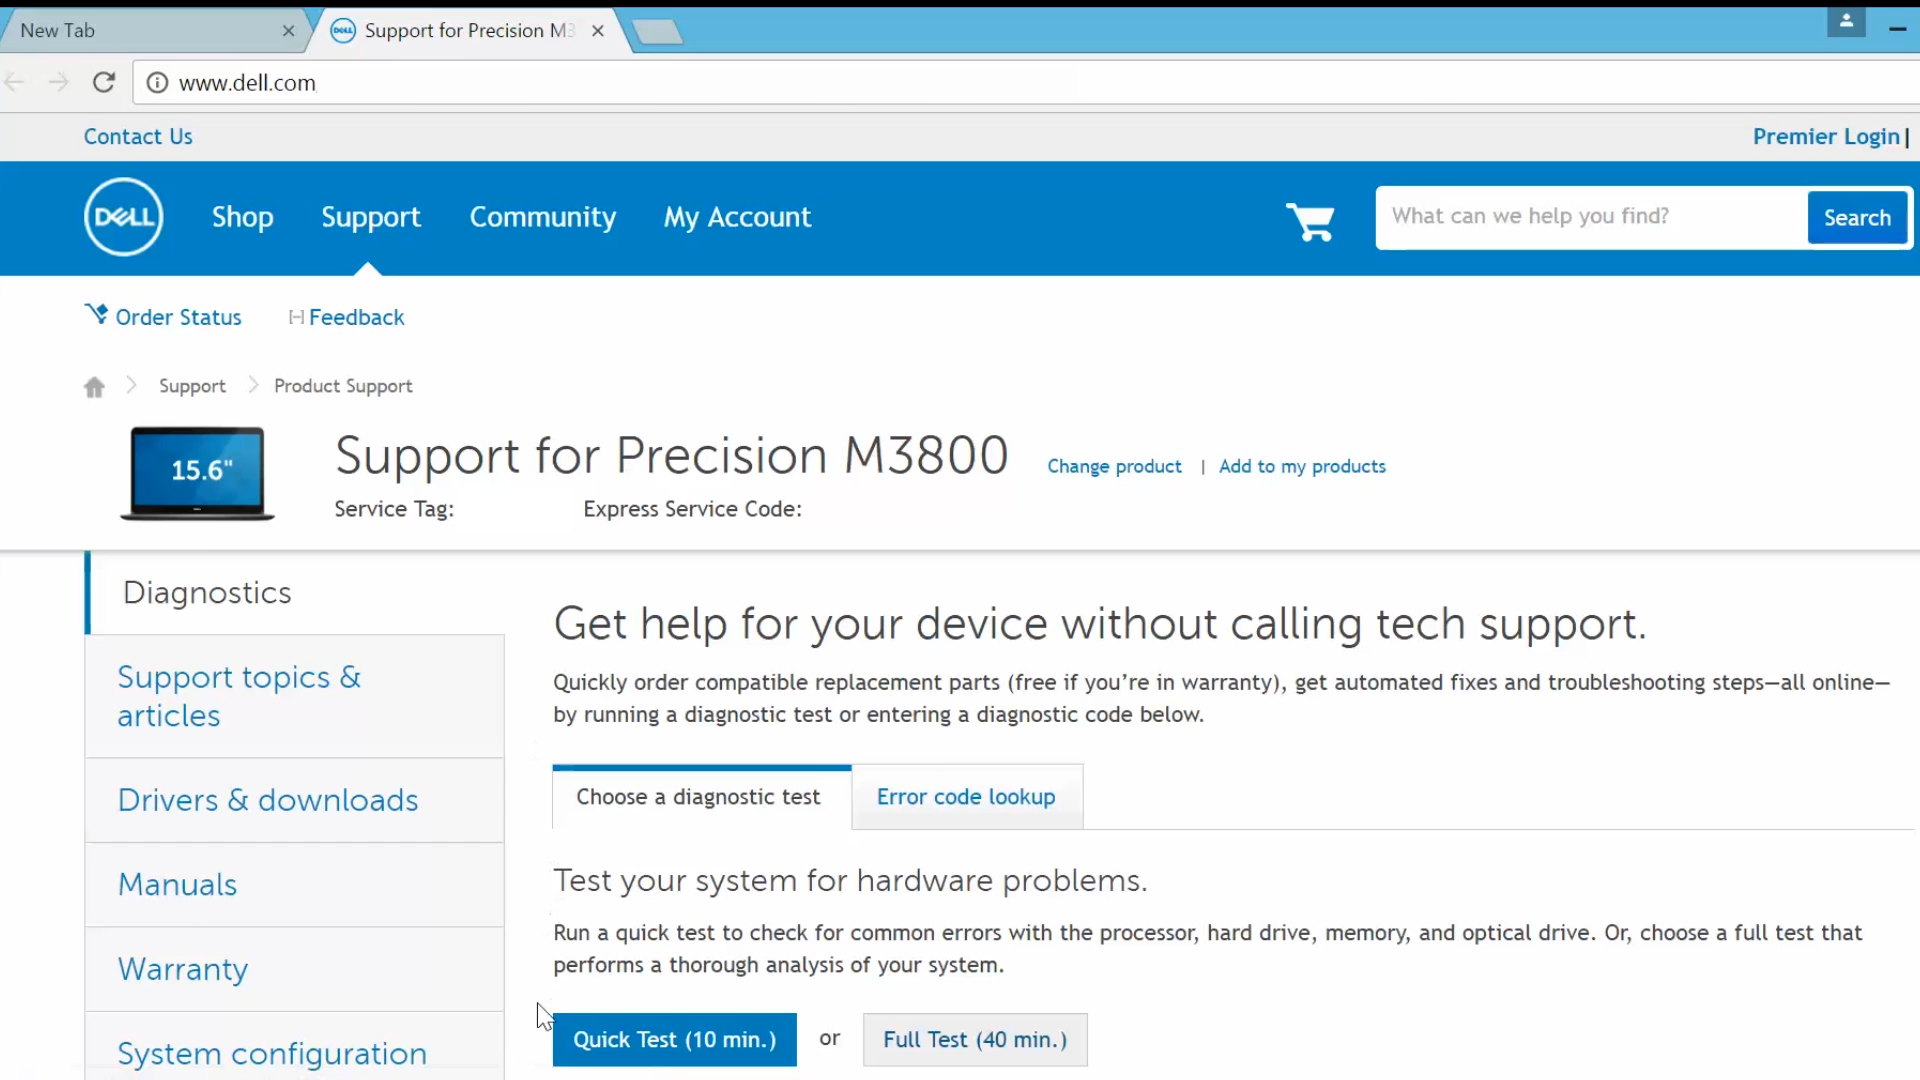 New Tab
Support for Precision M3
www.dell.com
Contact Us
Premier Login |
DELL
Shop
Support
Community
My Account
What can we help you find?
Search
Order Status
Feedback
Support
Product Support
15.6"
Support for Precision M3800
Change product | Add to my products
Service Tag:
Express Service Code:
Diagnostics
Support topics &
articles
Drivers & downloads
Manuals
Warranty
System configuration
Get help for your device without calling tech support.
Quickly order compatible replacement parts (free if you’re in warranty), get automated fixes and troubleshooting steps—all online—
by running a diagnostic test or entering a diagnostic code below.
Choose a diagnostic test
Error code lookup
Test your system for hardware problems.
Run a quick test to check for common errors with the processor, hard drive, memory, and optical drive. Or, choose a full test that
performs a thorough analysis of your system.
Quick Test (10 min.)
or
Full Test (40 min.)